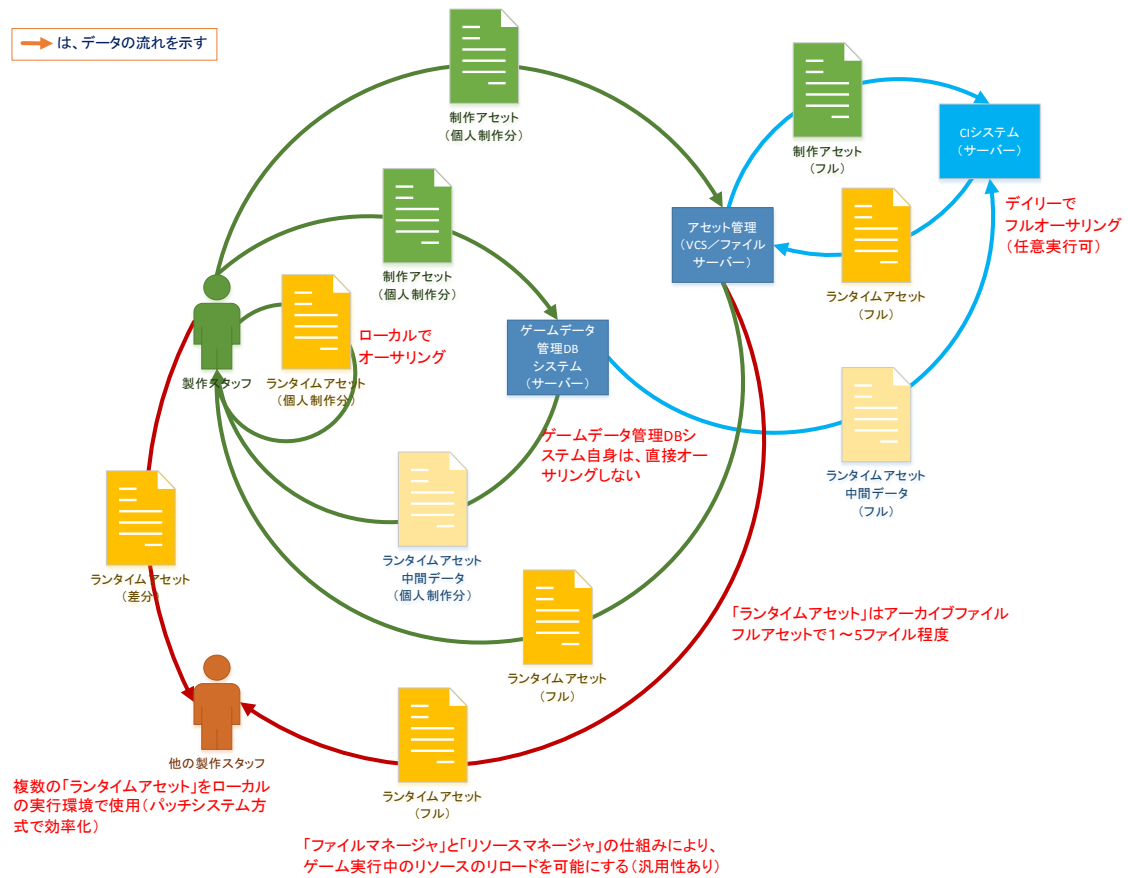 は、データの流れを示す
制作アセット
（個人制作分）
制作アセット
（フル）
CIシステム
（サーバー）
デイリーで
フルオーサリング
（任意実行可）
アセット管理
（VCS／ファイル
サーバー）
制作アセット
（個人制作分）
ランタイムアセット
（フル）
ローカルで
オーサリング
ゲームデータ
管理DB
システム
（サーバー）
製作スタッフ
ランタイムアセット
（個人制作分）
ゲームデータ管理DBシ
ステム自身は、直接オー
サリングしない
ランタイムアセット
中間データ
（フル）
ランタイムアセット
中間データ
（個人制作分）
ランタイムアセット
（差分）
「ランタイムアセット」はアーカイブファイル
フルアセットで１～５ファイル程度
ランタイムアセット
（フル）
他の製作スタッフ
複数の「ランタイムアセット」をローカル
の実行環境で使用（パッチシステム方
式で効率化）
ランタイムアセット
（フル）
「ファイルマネージャ」と「リソースマネージャ」の仕組みにより、
ゲーム実行中のリソースのリロードを可能にする（汎用性あり）